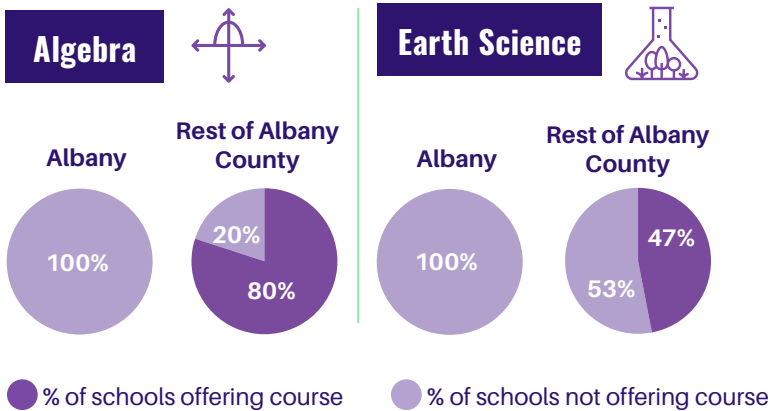 Algebra
Albany
Rest of Albany
County
100%
20%
80%
Earth Science
Albany
Rest of Albany
County
100%
47%
53%
% of schools offering course
% of schools not offering course